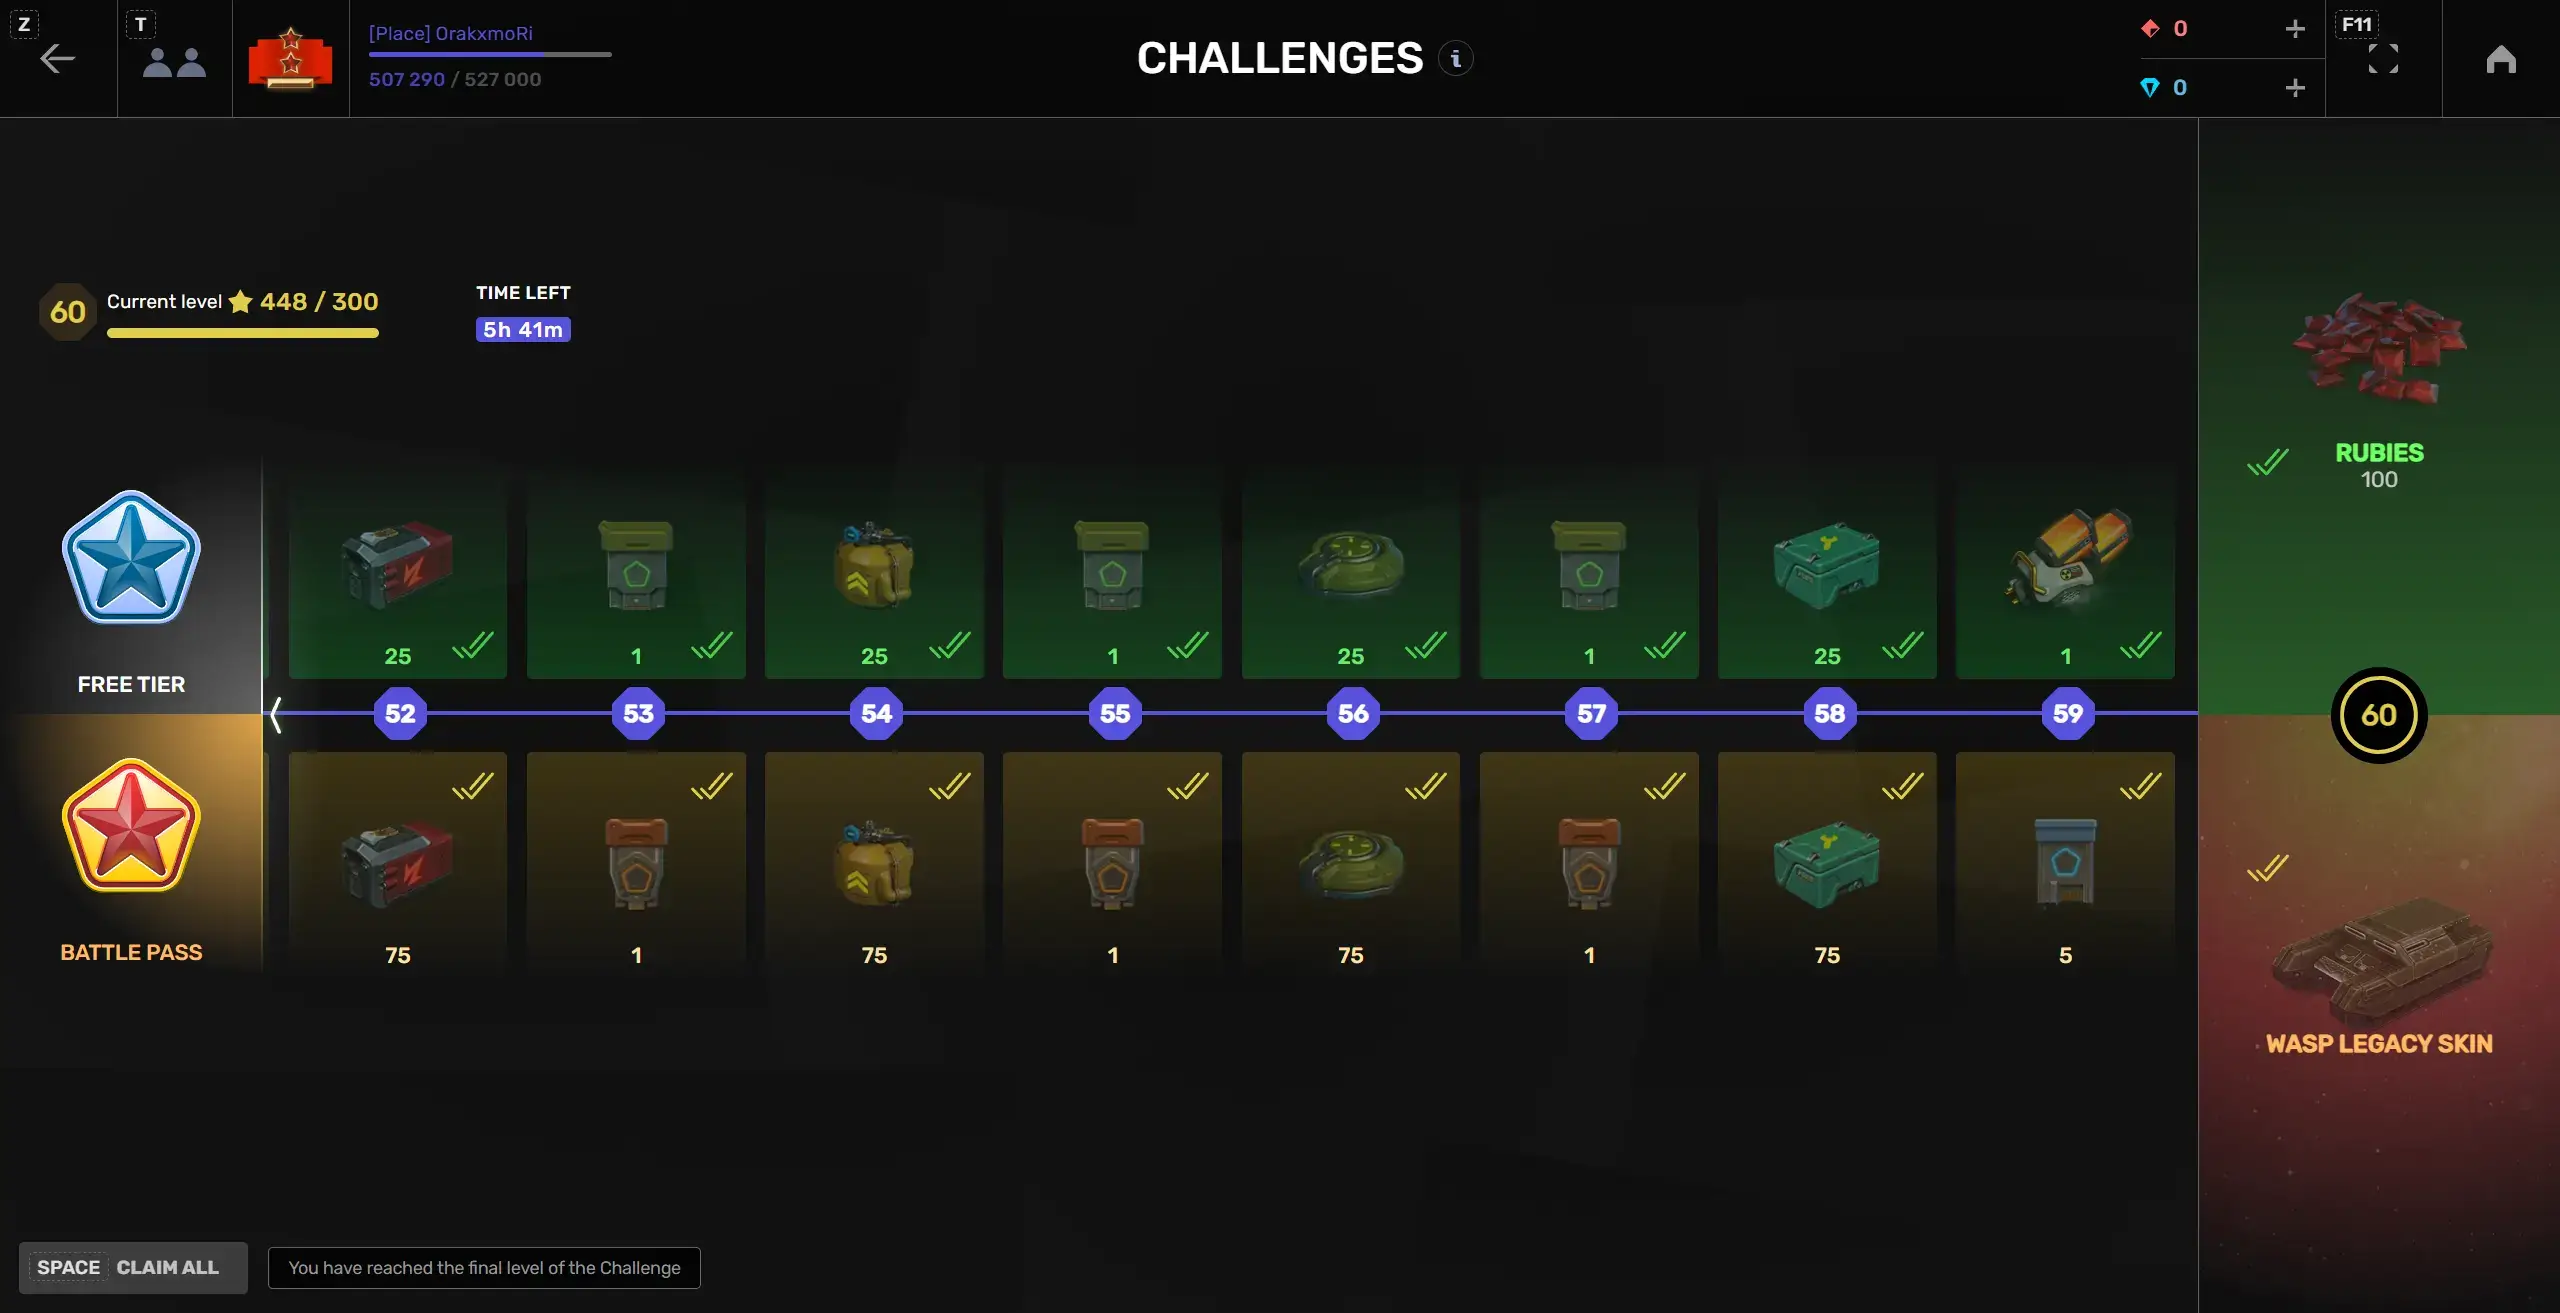 Z
T
[Place] OrakxmoRi
507 290 / 527 000
CHALLENGES
i
0
0
F11
60
Current level 448 / 300
TIME LEFT
5h 41m
FREE TIER
25
1
25
1
25
1
25
1
52
53
54
55
56
57
58
59
BATTLE PASS
75
1
75
1
75
1
75
5
RUBIES
100
60
WASP LEGACY SKIN
SPACE CLAIM ALL
You have reached the final level of the Challenge